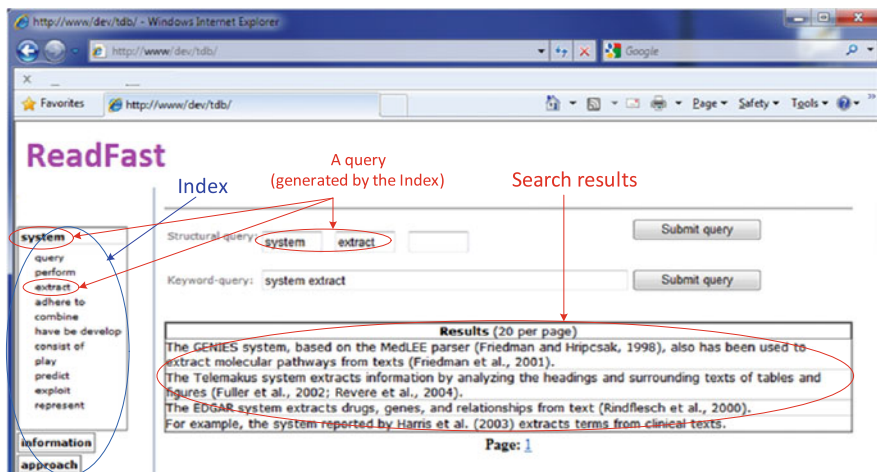 http://www/dev/tdb/ - Windows Internet Explorer
http://www/dev/tdb/
Google
X
Favorites
http://www/dev/tdb/
Page
Safety
Tools
»
ReadFast
Index
A query
(generated by the Index)
Search results
system
query
perform
extract
adhere to
combine
have be develop
consist of
play
predict
exploit
represent
information
approach
Structural query:
system
extract
Submit query
Keyword-query:
system extract
Submit query
Results (20 per page)
The GENIES system, based on the MedLEE parser (Friedman and Hripcsak, 1998), also has been used to
extract molecular pathways from texts (Friedman et al., 2001).
The Telemakus system extracts information by analyzing the headings and surrounding texts of tables and
figures (Fuller et al., 2002; Revere et al., 2004).
The EDGAR system extracts drugs, genes, and relationships from text (Rindflesch et al., 2000).
For example, the system reported by Harris et al. (2003) extracts terms from clinical texts.
Page: 1